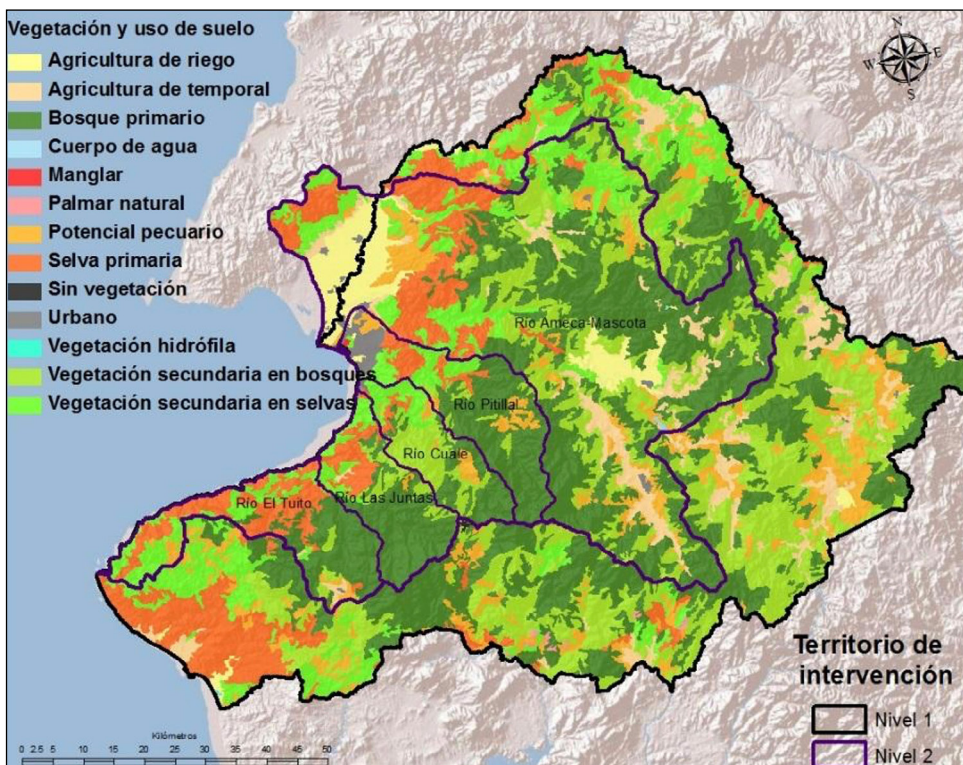 Vegetación y uso de suelo
Agricultura de riego
Agricultura de temporal
Bosque primario
Cuerpo de agua
Manglar
Palmar natural
Potencial pecuario
Selva primaria
Sin vegetación
Urbano
Vegetación hidrófila
Vegetación secundaria en bosques
Vegetación secundaria en selvas
N
W E
S
Río Ameca-Mascota
Río Pitillal
Río Cuale
Río Las Juntas
Río El Tuito
Territorio de
intervención
Nivel 1
Nivel 2
Kilómetros
0 2.5 5 10 15 20 25 30 35 40 45 50